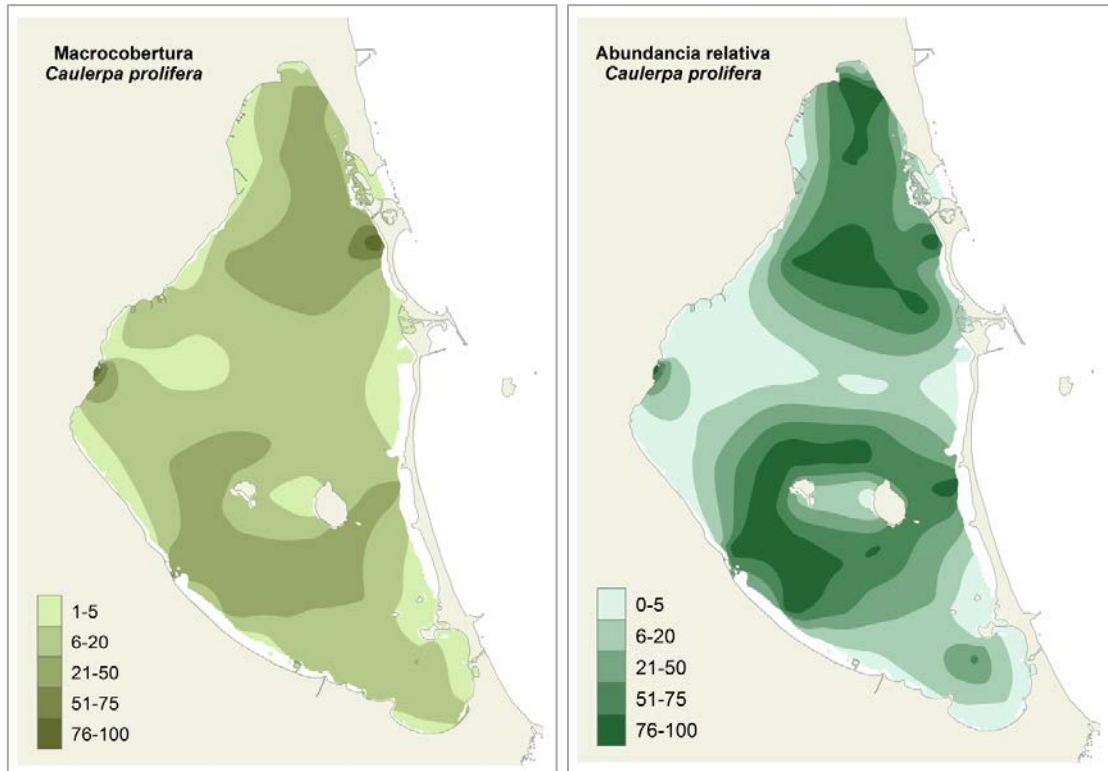 Macrocobertura
Caulerpa prolifera
1-5
6-20
21-50
51-75
76-100
Abundancia relativa
Caulerpa prolifera
0-5
6-20
21-50
51-75
76-100